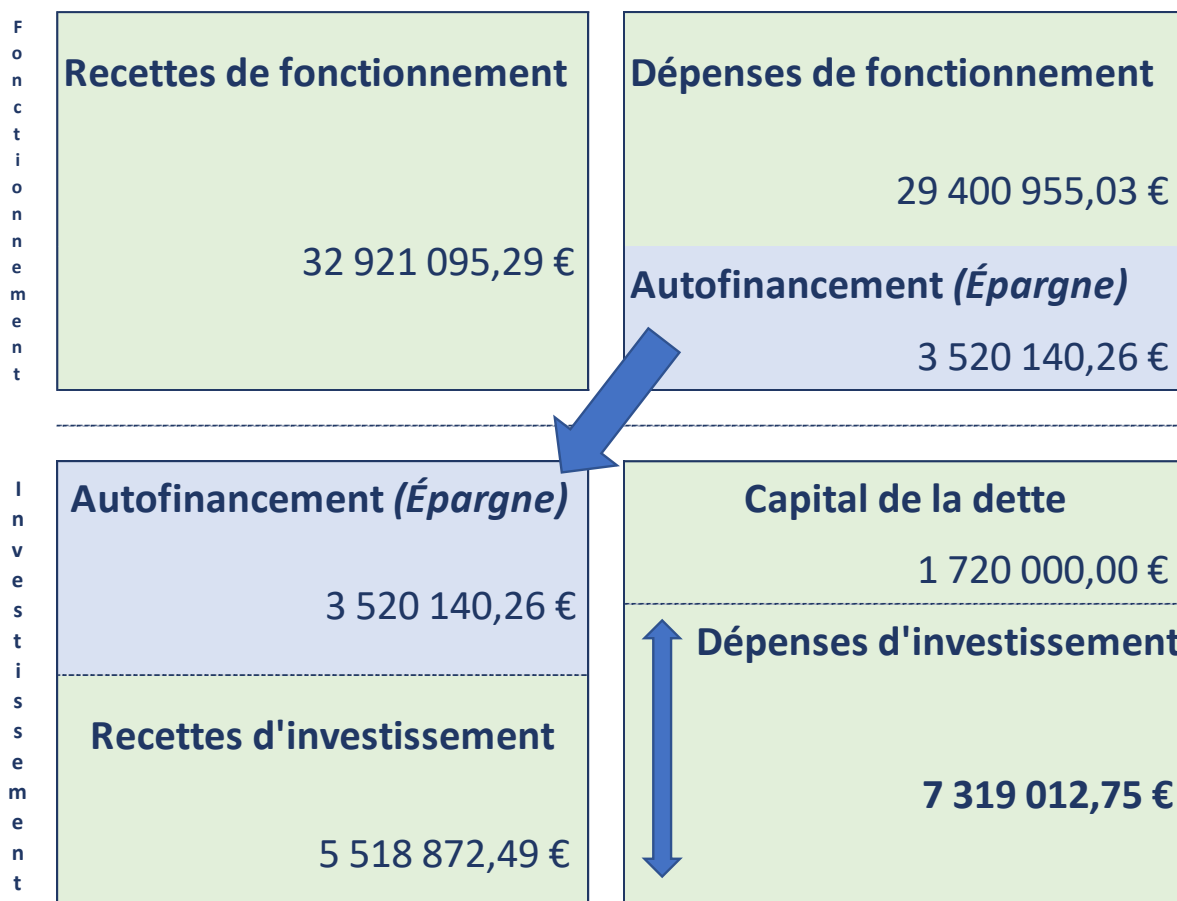 Fonctionnement
Recettes de fonctionnement
32 921 095,29 €
Dépenses de fonctionnement
29 400 955,03 €
Autofinancement (Épargne)
3 520 140,26 €
Investissement
Autofinancement (Épargne)
3 520 140,26 €
Recettes d'investissement
5 518 872,49 €
Capital de la dette
1 720 000,00 €
Dépenses d'investissement
7 319 012,75 €